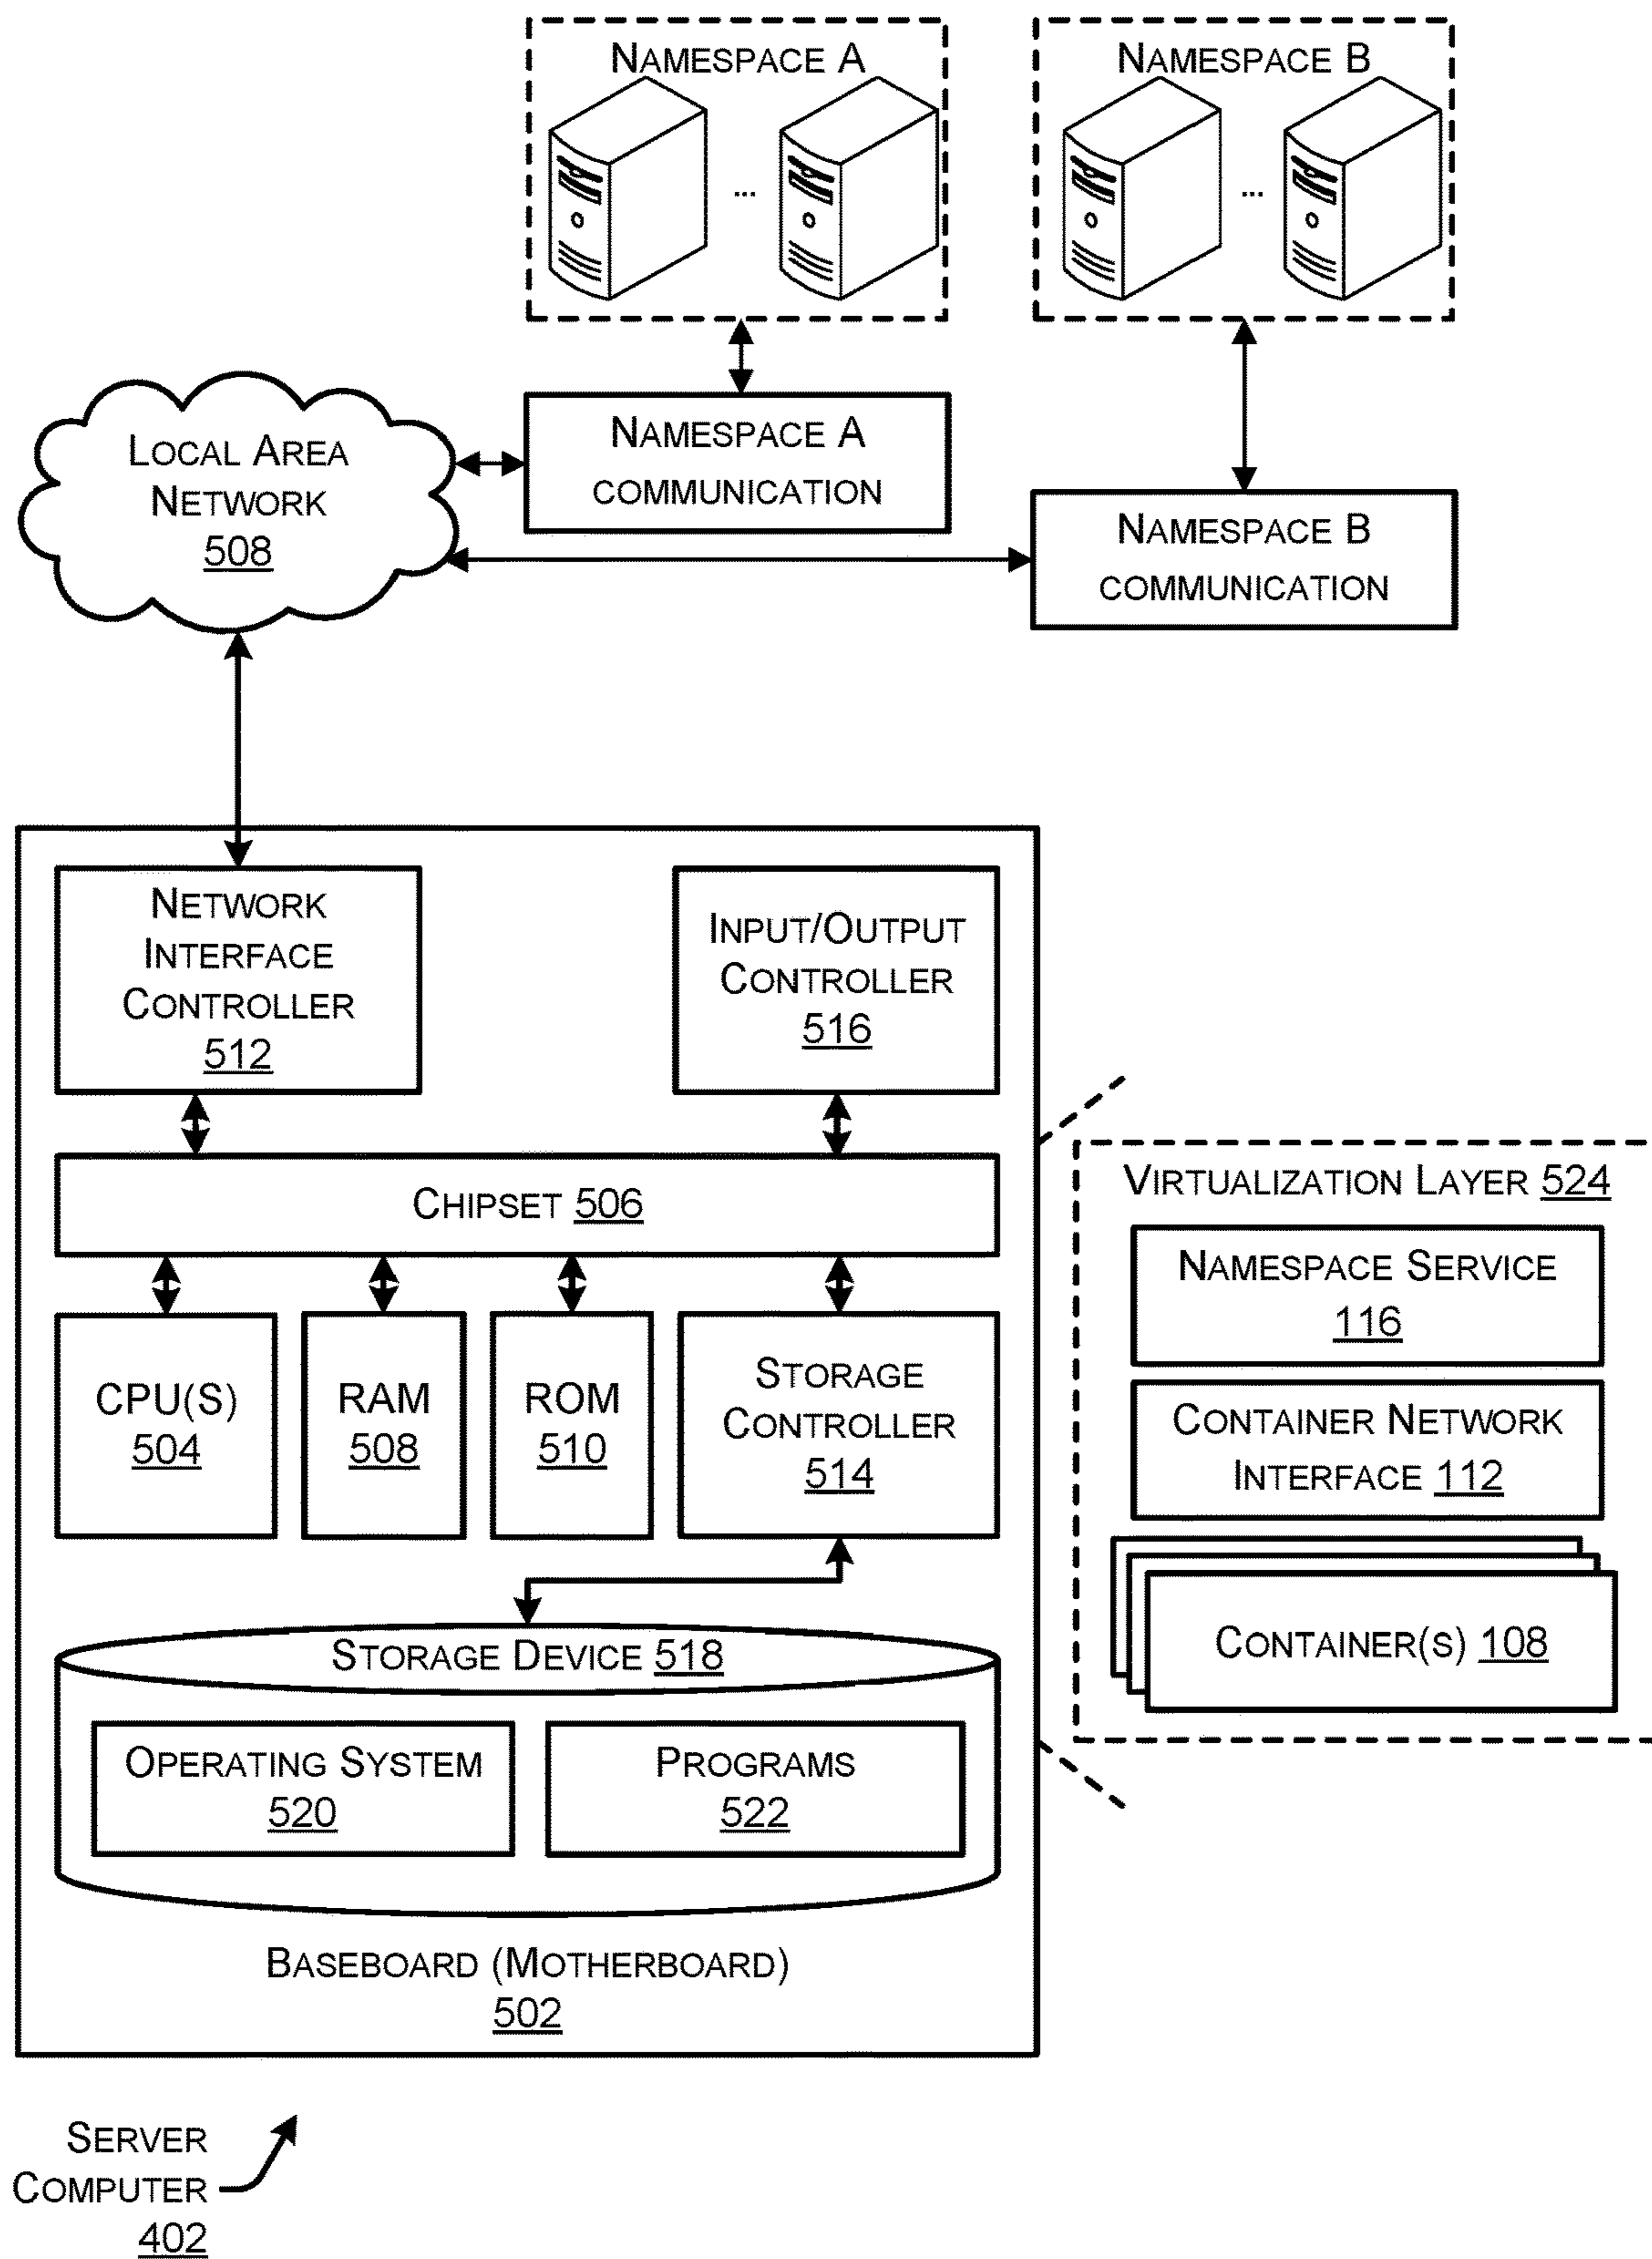 Namespace A
...
Namespace B
...
Local Area
Network
508
Namespace A
communication
Namespace B
communication
Network
Interface
Controller
512
Input/Output
Controller
516
Chipset 506
CPU(s)
504
RAM
508
ROM
510
Storage
Controller
514
Storage Device 518
Operating System
520
Programs
522
Baseboard (Motherboard)
502
Virtualization Layer 524
Namespace Service
116
Container Network
Interface 112
Container(s) 108
Server
Computer
402